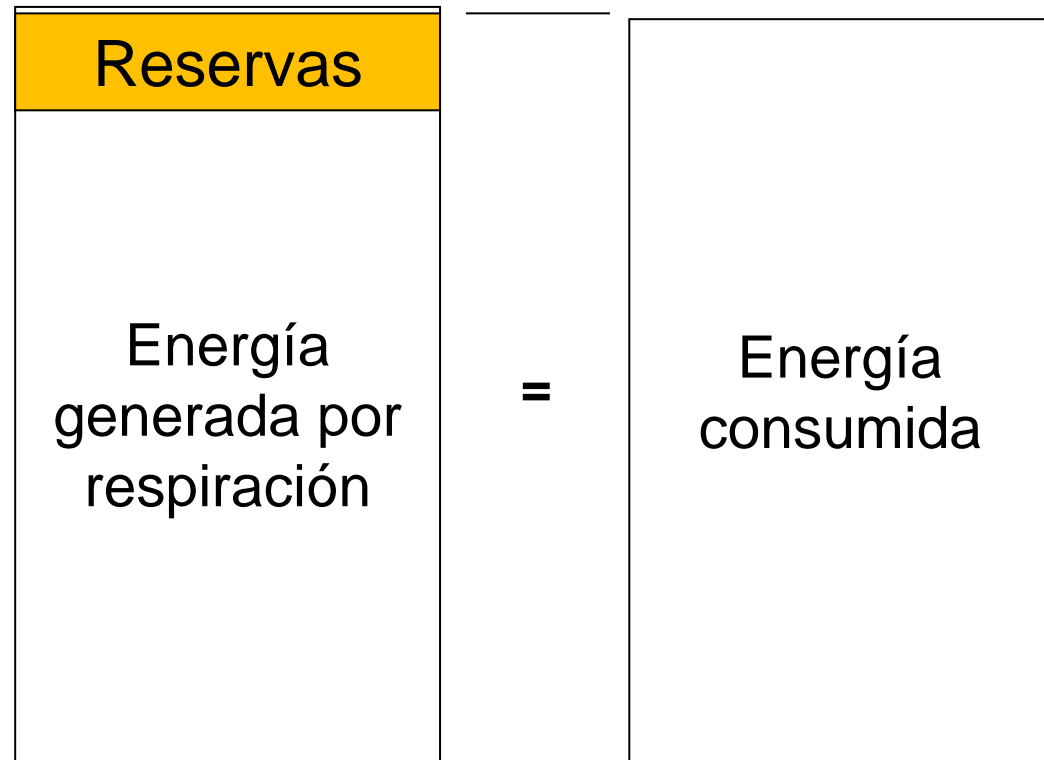 Reservas
Energía
generada por
respiración
=
Energía
consumida